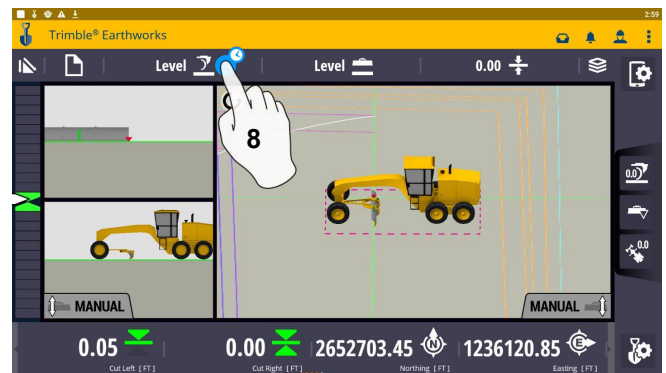 2:59
Trimble® Earthworks
Level Level 0.00
8
0.0
0.0
MANUAL MANUAL
0.05 0.00 2652703.45 N 1236120.85 E
Cut Left [FT] Cut Right [FT] Northing [FT] Easting [FT]